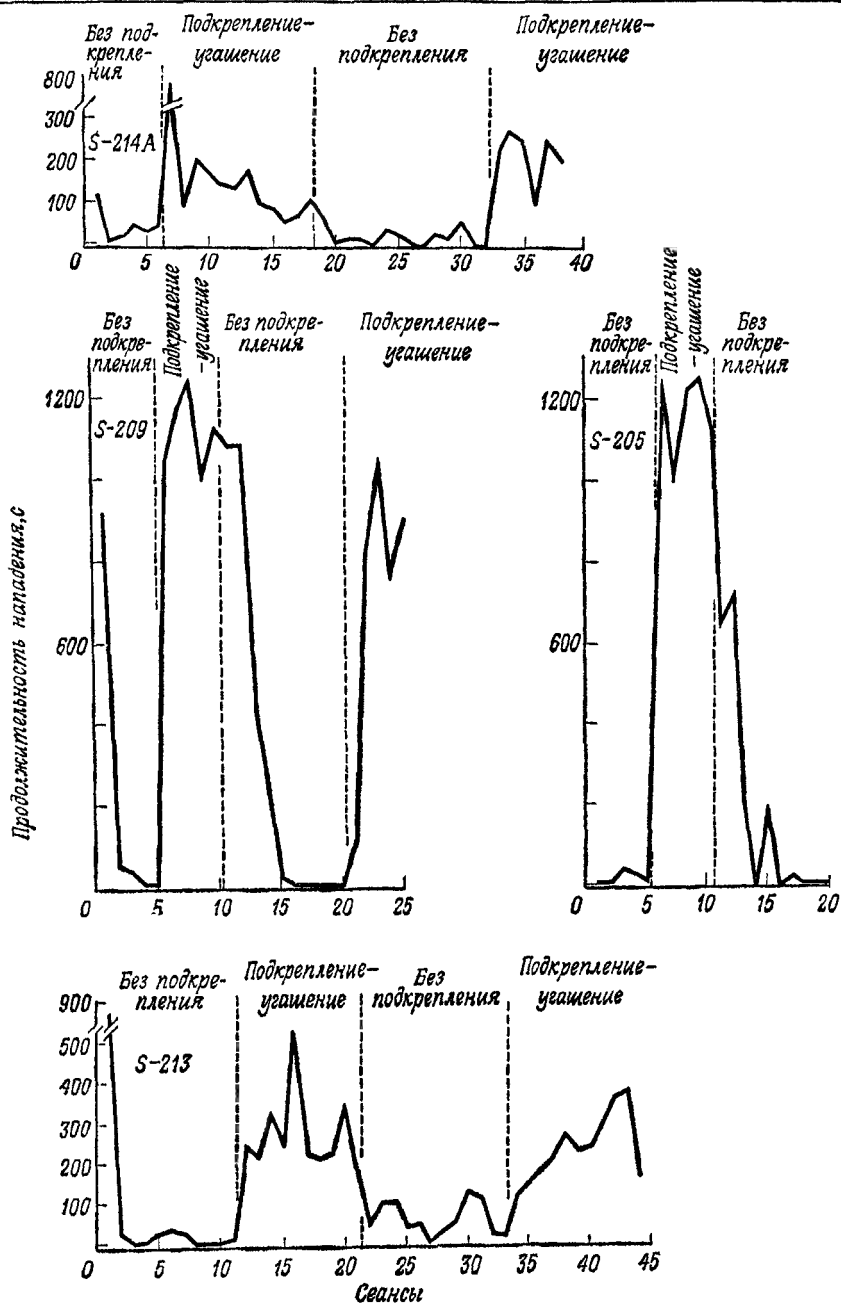 Без под-
крепле-
ния
Подкрепление-
угашение
Без
подкрепления
Подкрепление-
угашение
800
300
200
100
S-214A
0 5 10 15 20 25 30 35 40
Без
подкре-
пления
Подкрепление
-угашение
Без подкре-
пления
Подкрепление-
угашение
1200
600
S-209
0 5 10 15 20 25
Без
подкре-
пления
Подкрепление
-угашение
Без
подкре-
пления
1200
600
S-205
0 5 10 15 20
Продолжительность нападения, с
Без подкре-
пления
Подкрепление-
угашение
Без
подкрепления
Подкрепление-
угашение
900
500
400
300
200
100
S-213
0 5 10 15 20 25 30 35 40 45
Сеансы